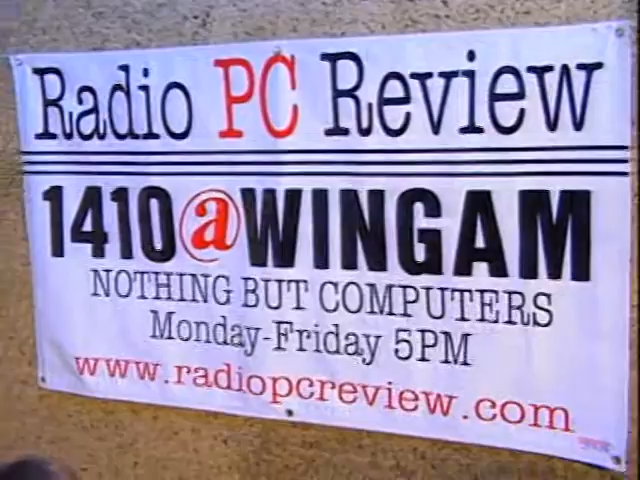 Radio PC Review
1410@WINGAM
NOTHING BUT COMPUTERS
Monday-Friday 5PM
www.radiopcreview.com